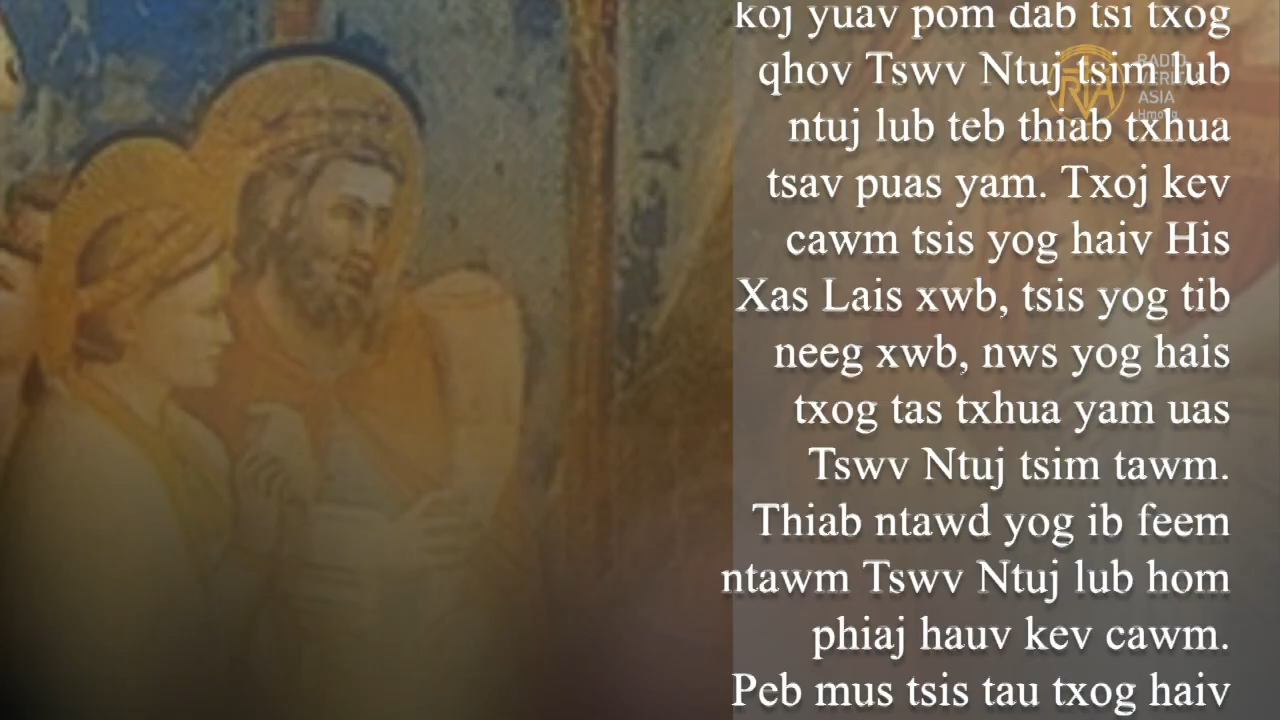 koj yuav pom dab tsi txog
qhov Tswv Ntuj tsim lub
ntuj lub teb thiab txhua
tsav puas yam. Txoj kev
cawm tsis yog haiv His
Xas Lais xwb, tsis yog tib
neeg xwb, nws yog hais
txog tas txhua yam uas
Tswv Ntuj tsim tawm.
Thiab ntawd yog ib feem
ntawm Tswv Ntuj lub hom
phiaj hauv kev cawm.
Peb mus tsis tau txog haiv
RADIO
ASIA
Hmong